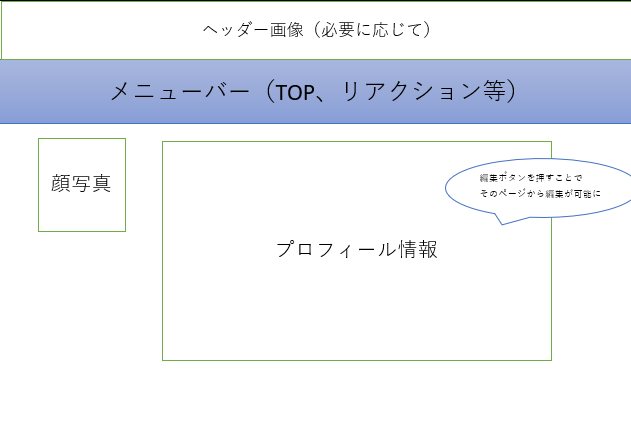 ヘッダー画像（必要に応じて）
メニューバー（TOP、リアクション等）
顔写真
編集ボタンを押すことで
そのページから編集が可能に
プロフィール情報